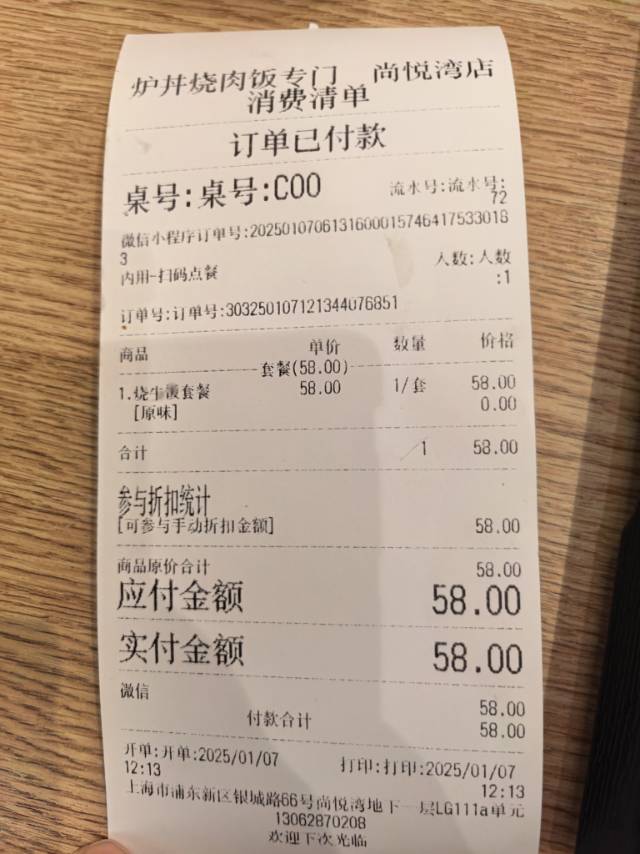 炉丼烧肉饭专门 尚悦湾店
消费清单
订单已付款
桌号:桌号:C00 流水号:流水号:
72
微信小程序订单号:20250107061316000015746417533018
3
内用-扫码点餐 人数:人数
:1
订单号:订单号:303250107121344076851
商品 单价 数量 价格
套餐(58.00)
1.烧牛 套餐 58.00 1/套 58.00
[原味] 0.00
合计 1 58.00
参与折扣统计
[可参与手动折扣金额] 58.00
商品原价合计 58.00
应付金额 58.00
实付金额 58.00
微信 58.00
付款合计 58.00
开单:开单:2025/01/07 打印:打印:2025/01/07
12:13 12:13
上海市浦东新区银城路66号尚悦湾地下一层LG111a单元
13062870208
欢迎下次光临